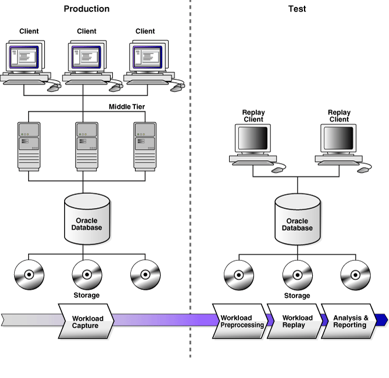 Production
Test
Client
Client
Client
Middle Tier
Replay
Client
Replay
Client
Oracle
Database
Oracle
Database
Storage
Storage
Workload
Capture
Workload
Preprocessing
Workload
Replay
Analysis &
Reporting